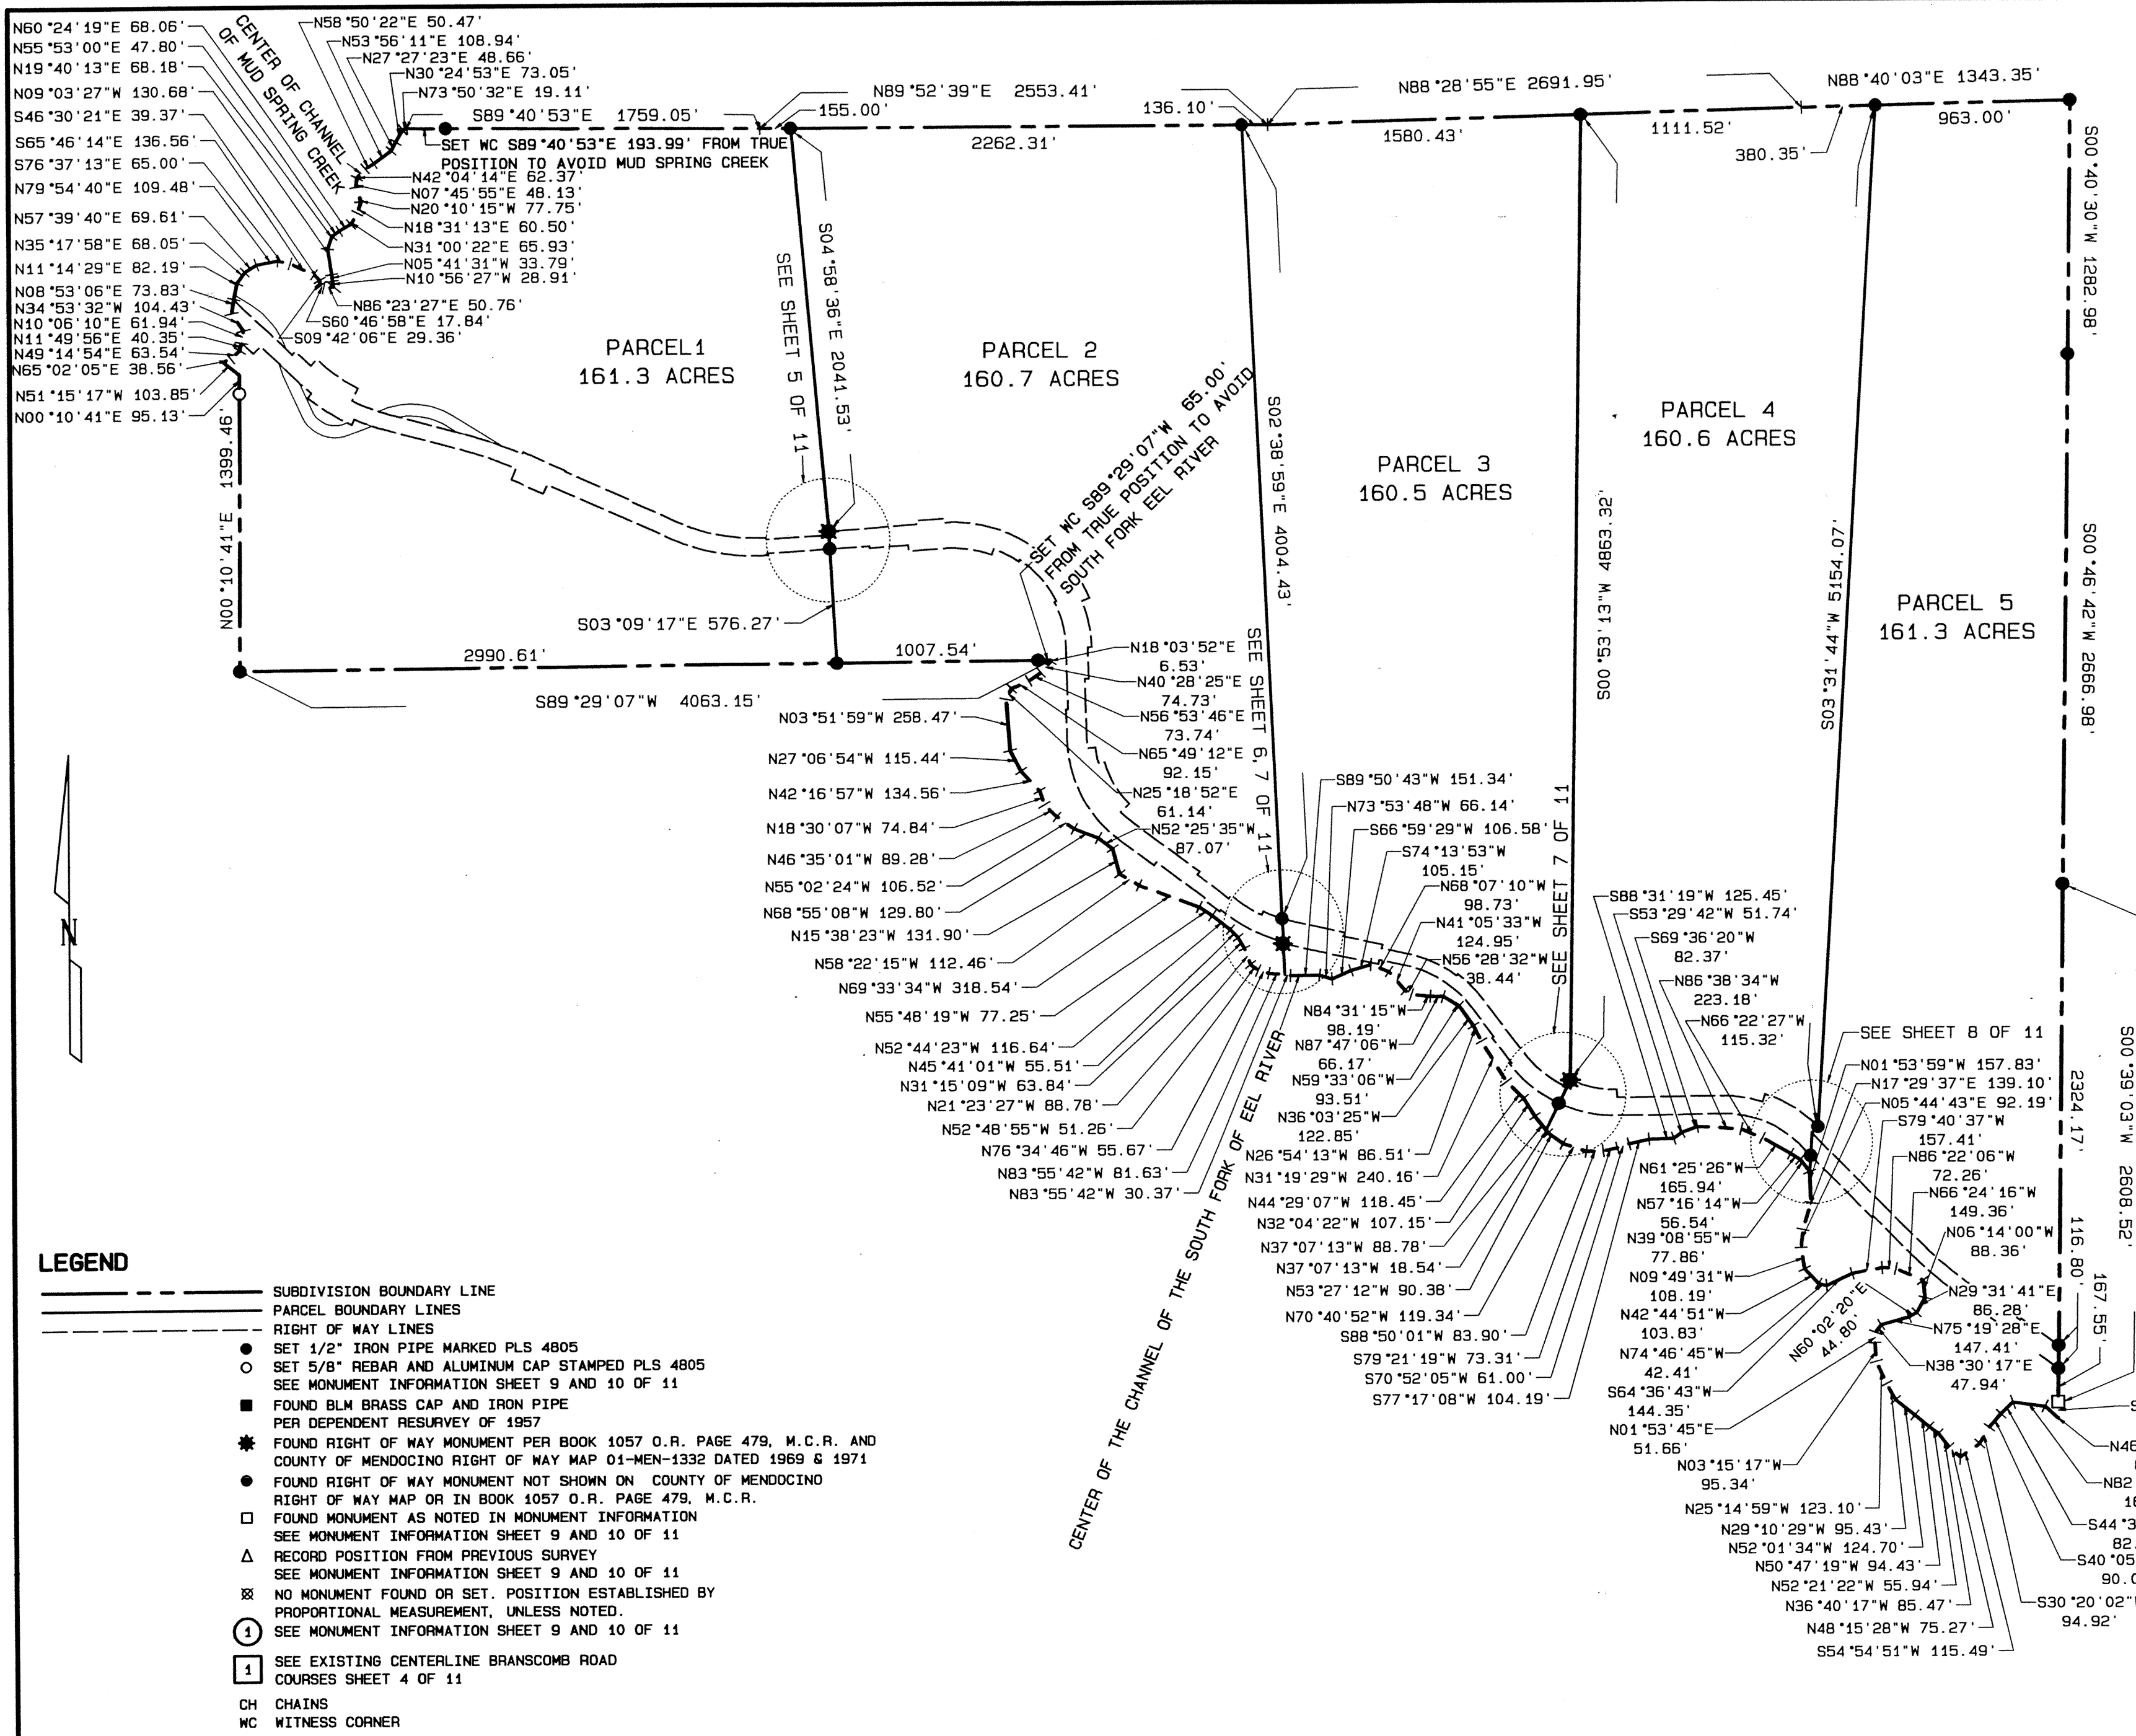 N60°24'19"E 68.06'
N55°53'00"E 47.80'
N19°40'13"E 68.18'
N09°03'27"W 130.68'
S46°30'21"E 39.37'
S65°46'14"E 136.56'
S76°37'13"E 65.00'
N79°54'40"E 109.48'
N57°39'40"E 69.61'
N35°17'58"E 68.05'
N11°14'29"E 82.19'
N08°53'06"E 73.83'
N34°53'32"W 104.43'
N10°06'10"E 61.94'
N11°49'56"E 40.35'
N49°14'54"E 63.54'
N65°02'05"E 38.56'
N51°15'17"W 103.85'
N00°10'41"E 95.13'
CENTER OF CHANNEL
OF MUD SPRING CREEK
N58°50'22"E 50.47'
N53°56'11"E 108.94'
N27°27'23"E 48.66'
N30°24'53"E 73.05'
N73°50'32"E 19.11'
S89°40'53"E 1759.05'
SET WC S89°40'53"E 193.99' FROM TRUE
POSITION TO AVOID MUD SPRING CREEK
N42°04'14"E 62.37'
N07°45'55"E 48.13'
N20°10'15"W 77.75'
N18°31'13"E 60.50'
N31°00'22"E 65.93'
N05°41'31"W 33.79'
N10°56'27"W 28.91'
N86°23'27"E 50.76'
S60°46'58"E 17.84'
S09°42'06"E 29.36'
155.00'
N89°52'39"E 2553.41'
136.10'
2262.31'
N88°28'55"E 2691.95'
1580.43'
1111.52'
380.35'
N88°40'03"E 1343.35'
963.00'
S00°40'30"W 1282.98'
S00°46'42"W 2666.98'
2324.17'
S00°39'03"W 2608.52'
116.80'
167.55'
PARCEL1
161.3 ACRES
SEE SHEET 5 OF 11
S04°58'36"E 2041.53'
PARCEL 2
160.7 ACRES
SET WC S89°29'07"W 65.00'
FROM TRUE POSITION TO AVOID
SOUTH FORK EEL RIVER
S02°38'59"E 4004.43'
SEE SHEET 6, 7 OF 11
PARCEL 3
160.5 ACRES
S00°53'13"W 4863.32'
SEE SHEET 7 OF 11
PARCEL 4
160.6 ACRES
S03°31'44"W 5154.07'
PARCEL 5
161.3 ACRES
N00°10'41"E 1399.46'
S03°09'17"E 576.27'
2990.61'
1007.54'
S89°29'07"W 4063.15'
N18°03'52"E
6.53'
N40°28'25"E
74.73'
N56°53'46"E
73.74'
N65°49'12"E
92.15'
N25°18'52"E
61.14'
N52°25'35"W
87.07'
N03°51'59"W 258.47'
N27°06'54"W 115.44'
N42°16'57"W 134.56'
N18°30'07"W 74.84'
N46°35'01"W 89.28'
N55°02'24"W 106.52'
N68°55'08"W 129.80'
N15°38'23"W 131.90'
N58°22'15"W 112.46'
N69°33'34"W 318.54'
N55°48'19"W 77.25'
N52°44'23"W 116.64'
N45°41'01"W 55.51'
N31°15'09"W 63.84'
N21°23'27"W 88.78'
N52°48'55"W 51.26'
N76°34'46"W 55.67'
N83°55'42"W 81.63'
N83°55'42"W 30.37'
S89°50'43"W 151.34'
N73°53'48"W 66.14'
S66°59'29"W 106.58'
S74°13'53"W
105.15'
N68°07'10"W
98.73'
N41°05'33"W
124.95'
N56°28'32"W
38.44'
N84°31'15"W
98.19'
N87°47'06"W
66.17'
N59°33'06"W
93.51'
N36°03'25"W
122.85'
N26°54'13"W 86.51'
N31°19'29"W 240.16'
N44°29'07"W 118.45'
N32°04'22"W 107.15'
N37°07'13"W 88.78'
N37°07'13"W 18.54'
N53°27'12"W 90.38'
N70°40'52"W 119.34'
S88°50'01"W 83.90'
S79°21'19"W 73.31'
S70°52'05"W 61.00'
S77°17'08"W 104.19'
CENTER OF THE CHANNEL OF THE SOUTH FORK OF EEL RIVER
S88°31'19"W 125.45'
S53°29'42"W 51.74'
S69°36'20"W
82.37'
N86°38'34"W
223.18'
N66°22'27"W
115.32'
SEE SHEET 8 OF 11
N01°53'59"W 157.83'
N17°29'37"E 139.10'
N05°44'43"E 92.19'
S79°40'37"W
157.41'
N86°22'06"W
72.26'
N66°24'16"W
149.36'
N06°14'00"W
88.36'
N29°31'41"E
86.28'
N75°19'28"E
147.41'
N38°30'17"E
47.94'
N60°02'20"E
44.80'
N61°25'26"W
165.94'
N57°16'14"W
56.54'
N39°08'55"W
77.86'
N09°49'31"W
108.19'
N42°44'51"W
103.83'
N74°46'45"W
42.41'
S64°36'43"W
144.35'
N01°53'45"E
51.66'
N03°15'17"W
95.34'
N25°14'59"W 123.10'
N29°10'29"W 95.43'
N52°01'34"W 124.70'
N50°47'19"W 94.43'
N52°21'22"W 55.94'
N36°40'17"W 85.47'
N48°15'28"W 75.27'
S54°54'51"W 115.49'
S
N46
N82
S44°3
82.
S40°05
90.0
S30°20'02"
94.92'
N
LEGEND
SUBDIVISION BOUNDARY LINE
PARCEL BOUNDARY LINES
RIGHT OF WAY LINES
SET 1/2" IRON PIPE MARKED PLS 4805
SET 5/8" REBAR AND ALUMINUM CAP STAMPED PLS 4805
SEE MONUMENT INFORMATION SHEET 9 AND 10 OF 11
FOUND BLM BRASS CAP AND IRON PIPE
PER DEPENDENT RESURVEY OF 1957
FOUND RIGHT OF WAY MONUMENT PER BOOK 1057 O.R. PAGE 479, M.C.R. AND
COUNTY OF MENDOCINO RIGHT OF WAY MAP 01-MEN-1332 DATED 1969 & 1971
FOUND RIGHT OF WAY MONUMENT NOT SHOWN ON COUNTY OF MENDOCINO
RIGHT OF WAY MAP OR IN BOOK 1057 O.R. PAGE 479, M.C.R.
FOUND MONUMENT AS NOTED IN MONUMENT INFORMATION
SEE MONUMENT INFORMATION SHEET 9 AND 10 OF 11
RECORD POSITION FROM PREVIOUS SURVEY
SEE MONUMENT INFORMATION SHEET 9 AND 10 OF 11
NO MONUMENT FOUND OR SET. POSITION ESTABLISHED BY
PROPORTIONAL MEASUREMENT, UNLESS NOTED.
1 SEE MONUMENT INFORMATION SHEET 9 AND 10 OF 11
1 SEE EXISTING CENTERLINE BRANSCOMB ROAD
COURSES SHEET 4 OF 11
CH CHAINS
WC WITNESS CORNER